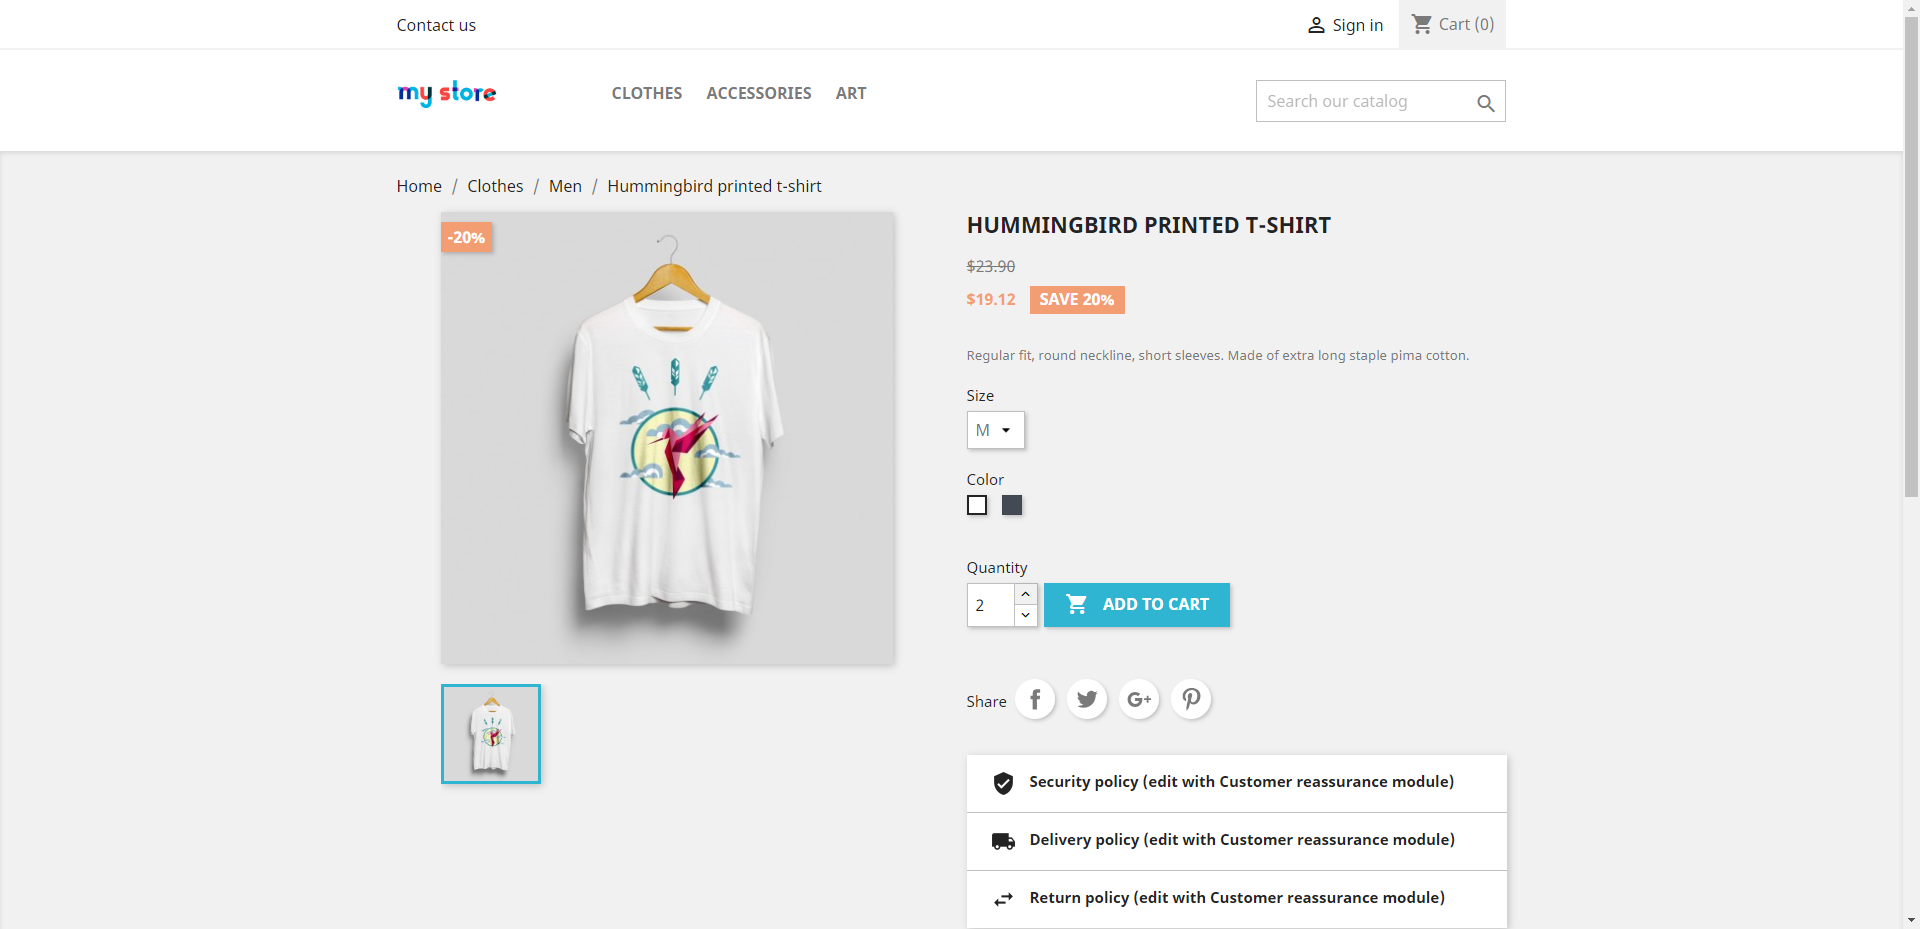 Contact us
Sign in
Cart (0)
my store
CLOTHES
ACCESSORIES
ART
Search our catalog
Home / Clothes / Men / Hummingbird printed t-shirt
-20%
HUMMINGBIRD PRINTED T-SHIRT
$23.90
$19.12
SAVE 20%
Regular fit, round neckline, short sleeves. Made of extra long staple pima cotton.
Size
M
Color
Quantity
2
ADD TO CART
Share
Security policy (edit with Customer reassurance module)
Delivery policy (edit with Customer reassurance module)
Return policy (edit with Customer reassurance module)